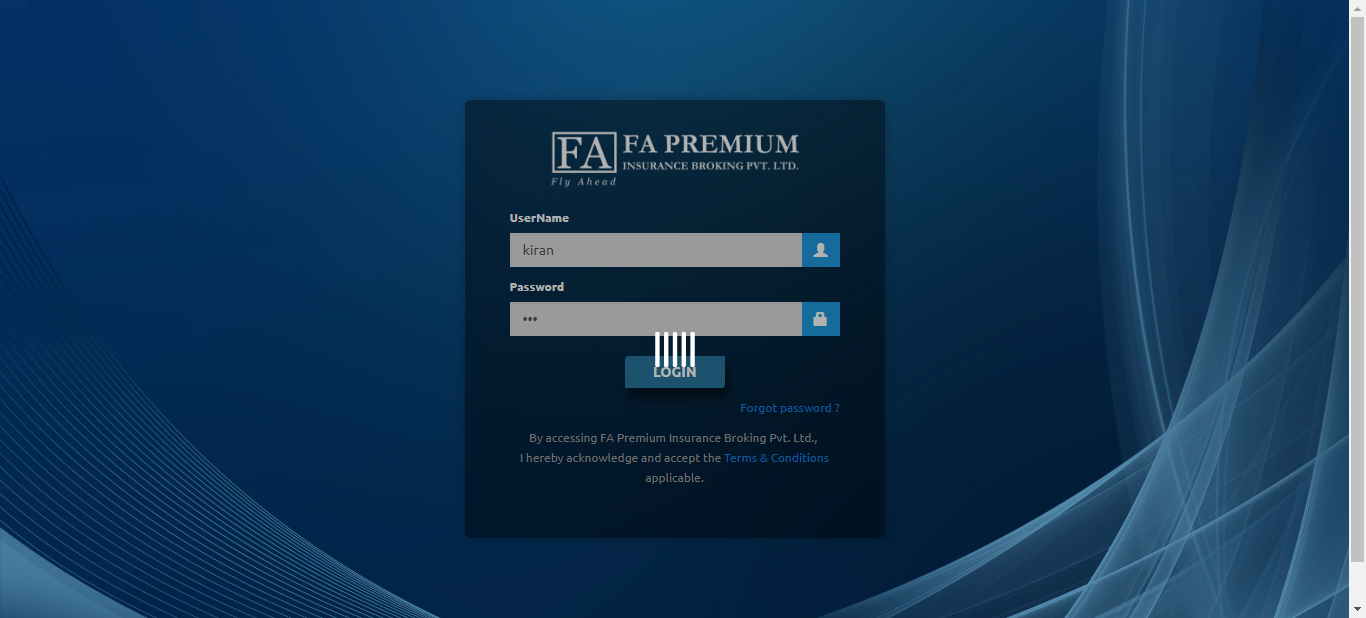 FA
FA PREMIUM
INSURANCE BROKING PVT. LTD.
Fly Ahead
UserName
kiran
Password
•••
LOGIN
Forgot password ?
By accessing FA Premium Insurance Broking Pvt. Ltd.,
I hereby acknowledge and accept the Terms & Conditions
applicable.